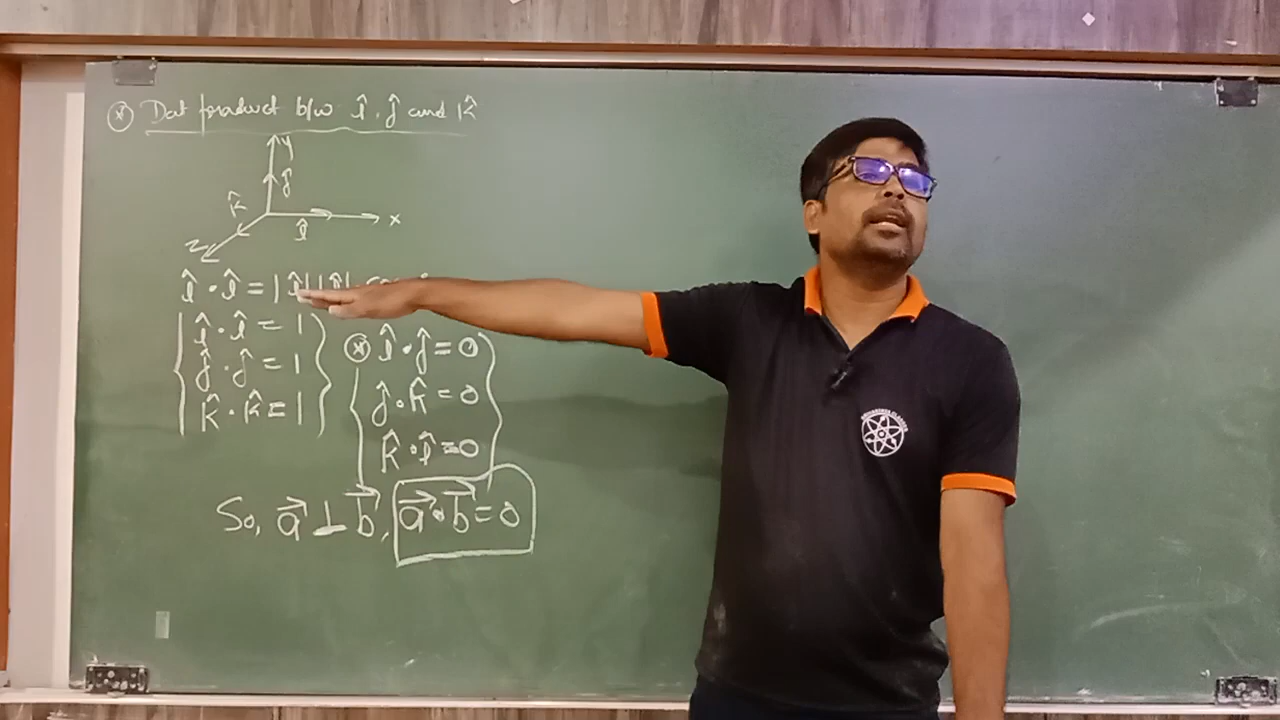 * Dot product b/w î, ĵ and k̂
y
ĵ
k̂
x
î
z
î · î = |î||î|
î · î = 1
ĵ · ĵ = 1
k̂ · k̂ = 1
* î · ĵ = 0
ĵ · k̂ = 0
k̂ · î = 0
So, a⃗ ⊥ b⃗, a⃗ · b⃗ = 0